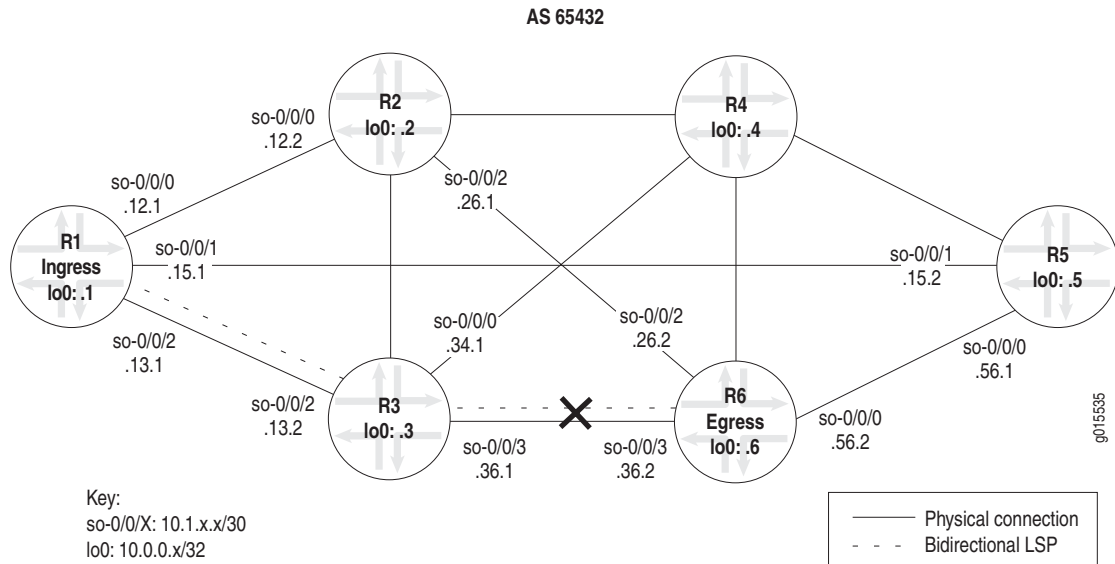 AS 65432
R2
lo0: .2
R4
lo0: .4
so-0/0/0
.12.2
so-0/0/0
.12.1
so-0/0/2
.26.1
R1
Ingress
lo0: .1
so-0/0/1
.15.1
so-0/0/1
.15.2
R5
lo0: .5
so-0/0/2
.13.1
so-0/0/0
.34.1
so-0/0/2
.26.2
so-0/0/0
.56.1
so-0/0/2
.13.2
R3
lo0: .3
R6
Egress
lo0: .6
so-0/0/0
.56.2
so-0/0/3
.36.1
so-0/0/3
.36.2
g015535
Key:
so-0/0/X: 10.1.x.x/30
lo0: 10.0.0.x/32
Physical connection
Bidirectional LSP